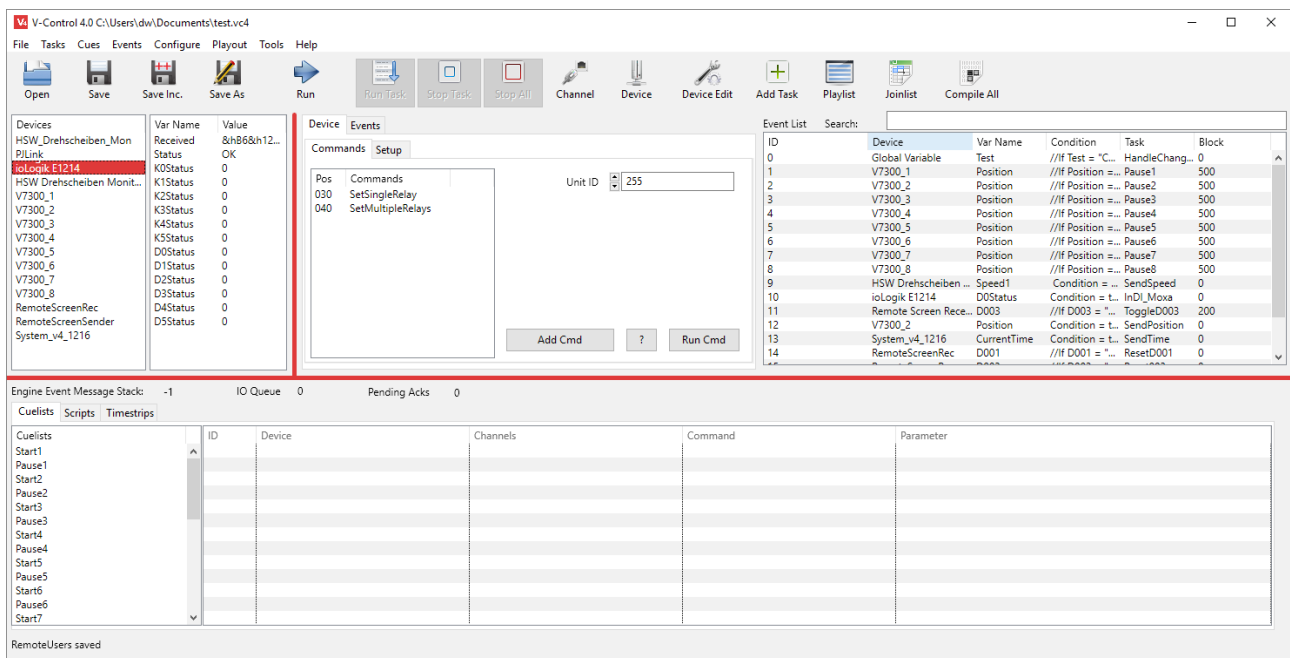 V-Control 4.0 C:\Users\dw\Documents\test.vc4
File Tasks Cues Events Configure Playout Tools Help
Open Save Save Inc. Save As Run Run Task Stop Task Stop All Channel Device Device Edit Add Task Playlist Joinlist Compile All
Devices
HSW_Drehscheiben_Mon
PJLink
ioLogik E1214
HSW Drehscheiben Monit...
V7300_1
V7300_2
V7300_3
V7300_4
V7300_5
V7300_6
V7300_7
V7300_8
RemoteScreenRec
RemoteScreenSender
System_v4_1216
Var Name Value
Received &hB6&h12...
Status OK
K0Status 0
K1Status 0
K2Status 0
K3Status 0
K4Status 0
K5Status 0
D0Status 0
D1Status 0
D2Status 0
D3Status 0
D4Status 0
D5Status 0
Device Events
Commands Setup
Pos Commands
030 SetSingleRelay
040 SetMultipleRelays
Unit ID 255
Add Cmd ? Run Cmd
Event List Search:
ID Device Var Name Condition Task Block
0 Global Variable Test //If Test = "C... HandleChang... 0
1 V7300_1 Position //If Position =... Pause1 500
2 V7300_2 Position //If Position =... Pause2 500
3 V7300_3 Position //If Position =... Pause3 500
4 V7300_4 Position //If Position =... Pause4 500
5 V7300_5 Position //If Position =... Pause5 500
6 V7300_6 Position //If Position =... Pause6 500
7 V7300_7 Position //If Position =... Pause7 500
8 V7300_8 Position //If Position =... Pause8 500
9 HSW Drehscheiben ... Speed1 Condition = ... SendSpeed 0
10 ioLogik E1214 D0Status Condition = t... InDI_Moxa 0
11 Remote Screen Rece... D003 //If D003 = "... ToggleD003 200
12 V7300_2 Position Condition = t... SendPosition 0
13 System_v4_1216 CurrentTime Condition = t... SendTime 0
14 RemoteScreenRec D001 //If D001 = "... ResetD001 0
Engine Event Message Stack: -1 IO Queue 0 Pending Acks 0
Cuelists Scripts Timestrips
Cuelists
Start1
Pause1
Start2
Pause2
Start3
Pause3
Start4
Pause4
Start5
Pause5
Start6
Pause6
Start7
ID Device Channels Command Parameter
RemoteUsers saved